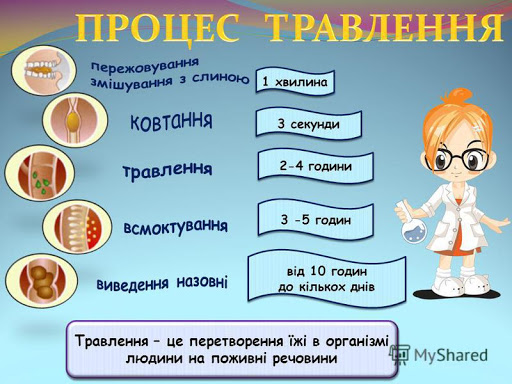 ПРОЦЕС ТРАВЛЕННЯ
пережовування
змішування з слиною
1 хвилина
ковтання
3 секунди
травлення
2-4 години
всмоктування
3 -5 годин
виведення назовні
від 10 годин
до кількох днів
Травлення – це перетворення їжі в організмі
людини на поживні речовини
MyShared